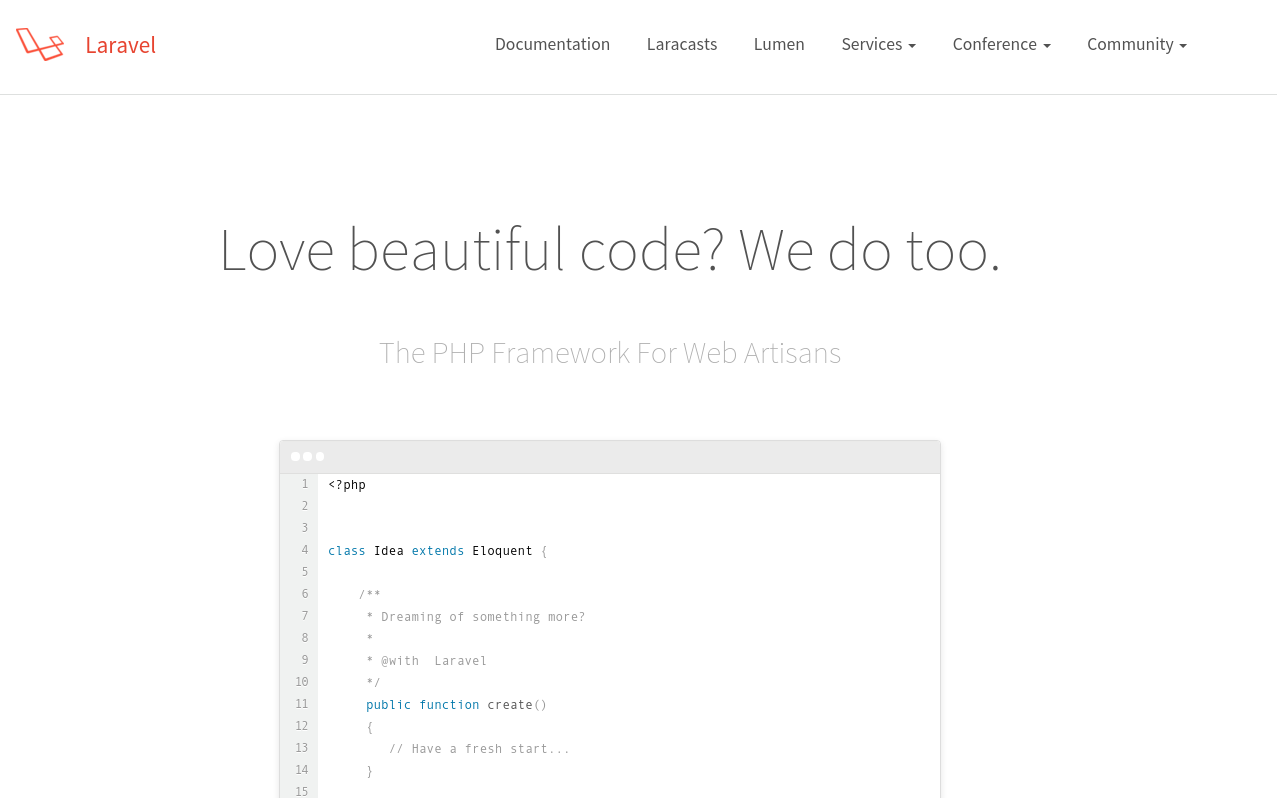 Laravel
Documentation Laracasts Lumen Services Conference Community
Love beautiful code? We do too.
The PHP Framework For Web Artisans
1 <?php
2
3
4 class Idea extends Eloquent {
5
6     /**
7      * Dreaming of something more?
8      *
9      * @with  Laravel
10      */
11      public function create()
12      {
13         // Have a fresh start...
14      }
15